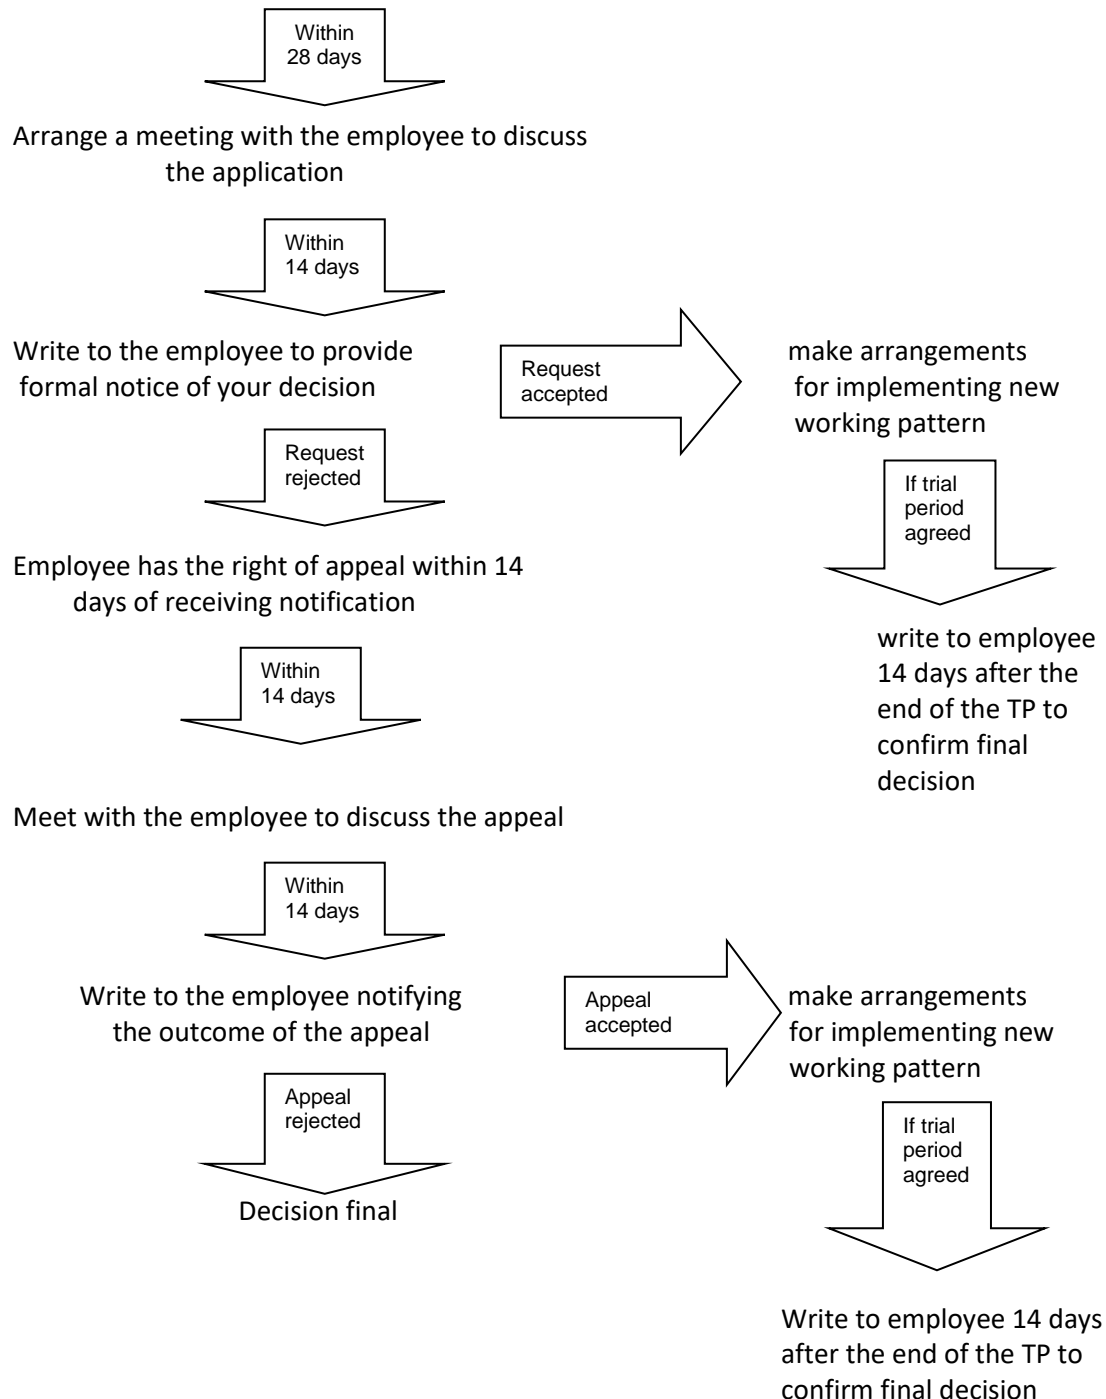 Within
28 days
Arrange a meeting with the employee to discuss
the application
Within
14 days
Write to the employee to provide
formal notice of your decision
Request
accepted
make arrangements
for implementing new
working pattern
Request
rejected
If trial
period
agreed
Employee has the right of appeal within 14
days of receiving notification
write to employee
14 days after the
end of the TP to
confirm final
decision
Within
14 days
Meet with the employee to discuss the appeal
Within
14 days
Write to the employee notifying
the outcome of the appeal
Appeal
accepted
make arrangements
for implementing new
working pattern
Appeal
rejected
If trial
period
agreed
Decision final
Write to employee 14 days
after the end of the TP to
confirm final decision